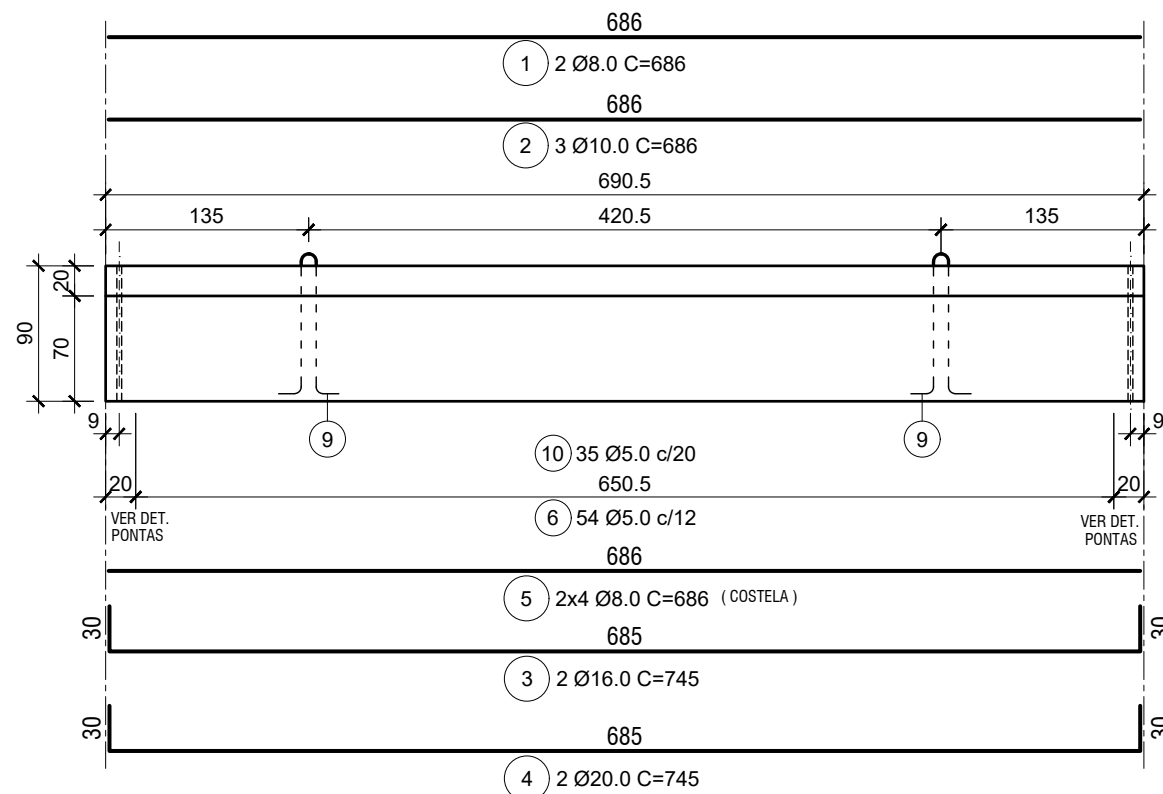 686
1 2 Ø8.0 C=686
686
2 3 Ø10.0 C=686
690.5
135 420.5 135
20
90
70
9 9
9 9
10 35 Ø5.0 c/20
20 650.5 20
VER DET.
PONTAS
6 54 Ø5.0 c/12
VER DET.
PONTAS
686
5 2x4 Ø8.0 C=686 ( COSTELA )
30 685 30
3 2 Ø16.0 C=745
30 685 30
4 2 Ø20.0 C=745